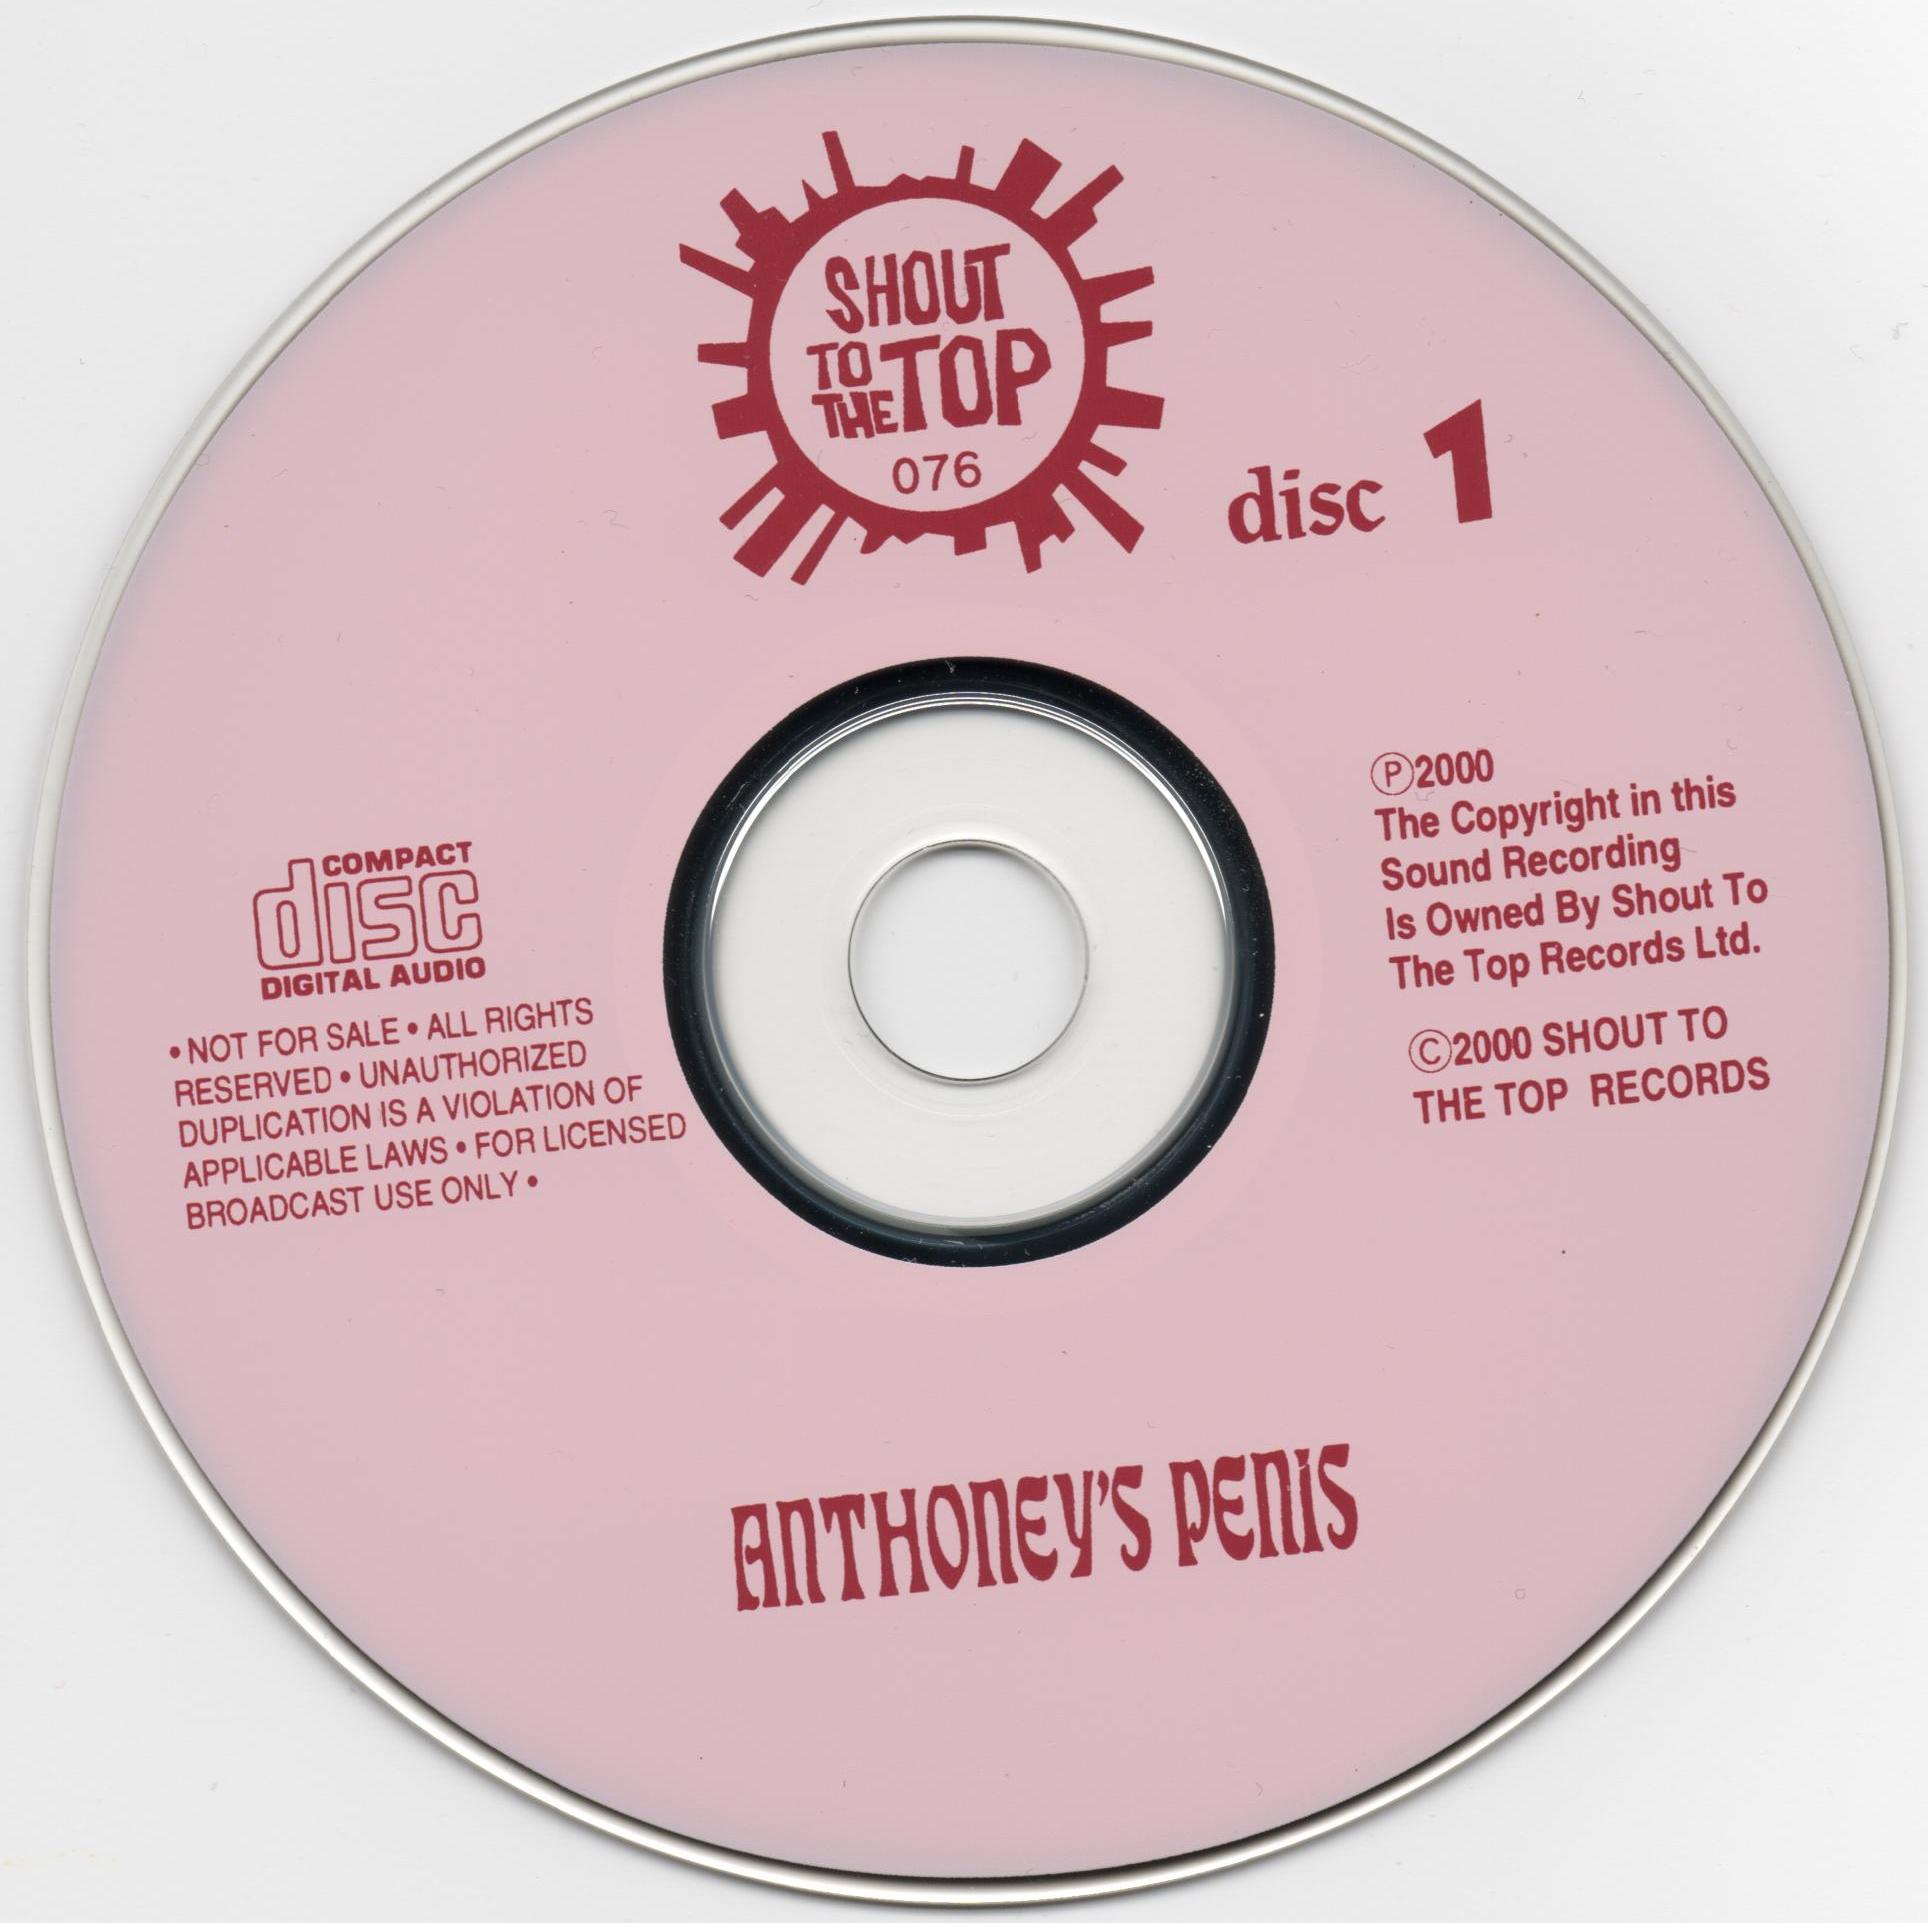 SHOUT
TO THE TOP
076
disc 1
COMPACT
disc
DIGITAL AUDIO
• NOT FOR SALE • ALL RIGHTS
RESERVED • UNAUTHORIZED
DUPLICATION IS A VIOLATION OF
APPLICABLE LAWS • FOR LICENSED
BROADCAST USE ONLY •
Ⓟ2000
The Copyright in this
Sound Recording
Is Owned By Shout To
The Top Records Ltd.
Ⓒ2000 SHOUT TO
THE TOP RECORDS
ANTHONEY'S PENIS